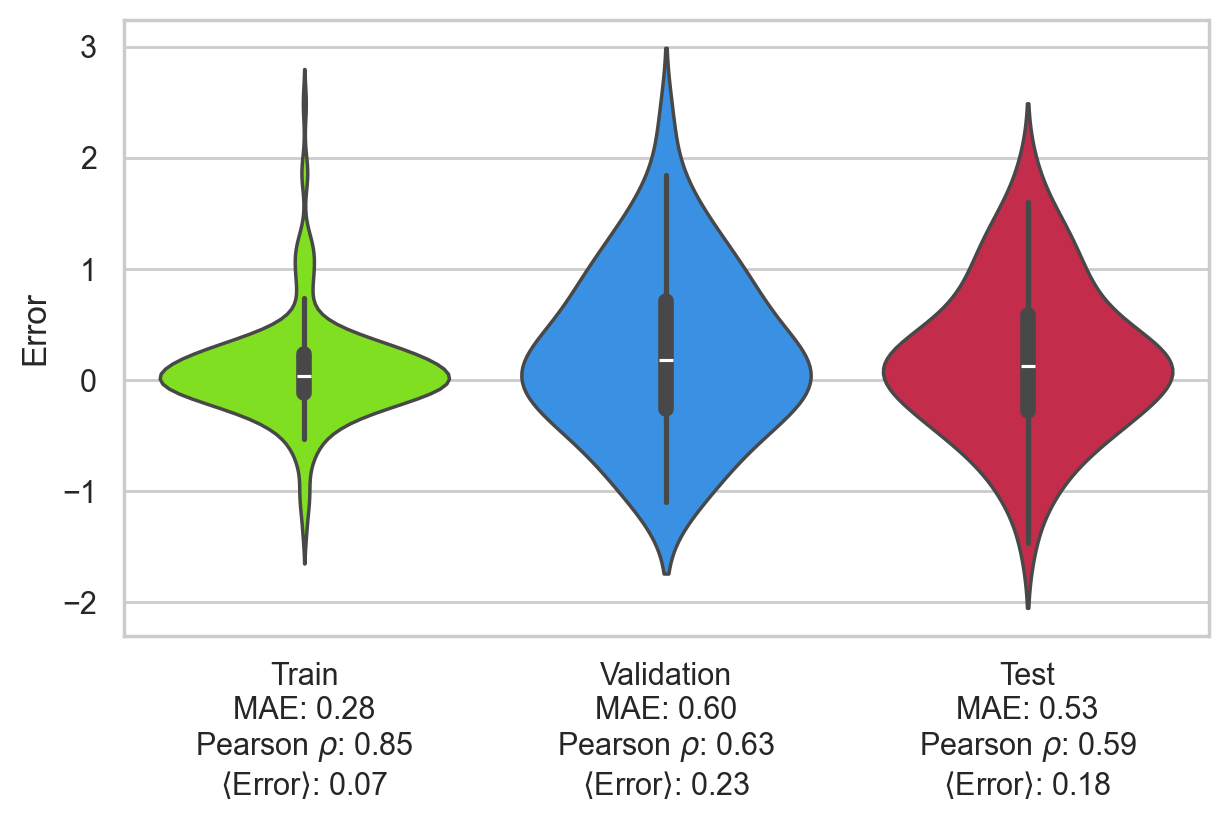 3
2
1
0
−1
−2
Error
Train
MAE: 0.28
Pearson ρ: 0.85
⟨Error⟩: 0.07
Validation
MAE: 0.60
Pearson ρ: 0.63
⟨Error⟩: 0.23
Test
MAE: 0.53
Pearson ρ: 0.59
⟨Error⟩: 0.18